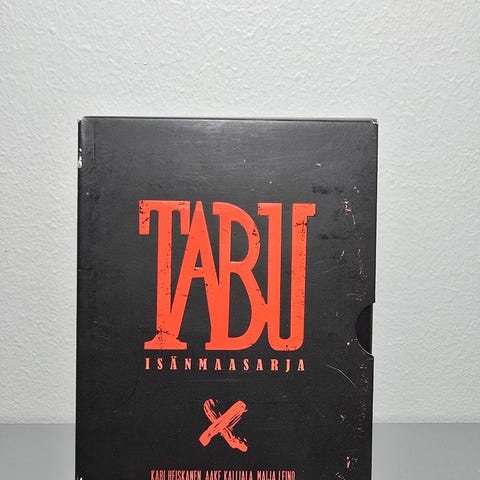 TABU
ISÄNMAASARJA
KARI HEISKANEN AAKE KALLIALA MAIJA LEINO